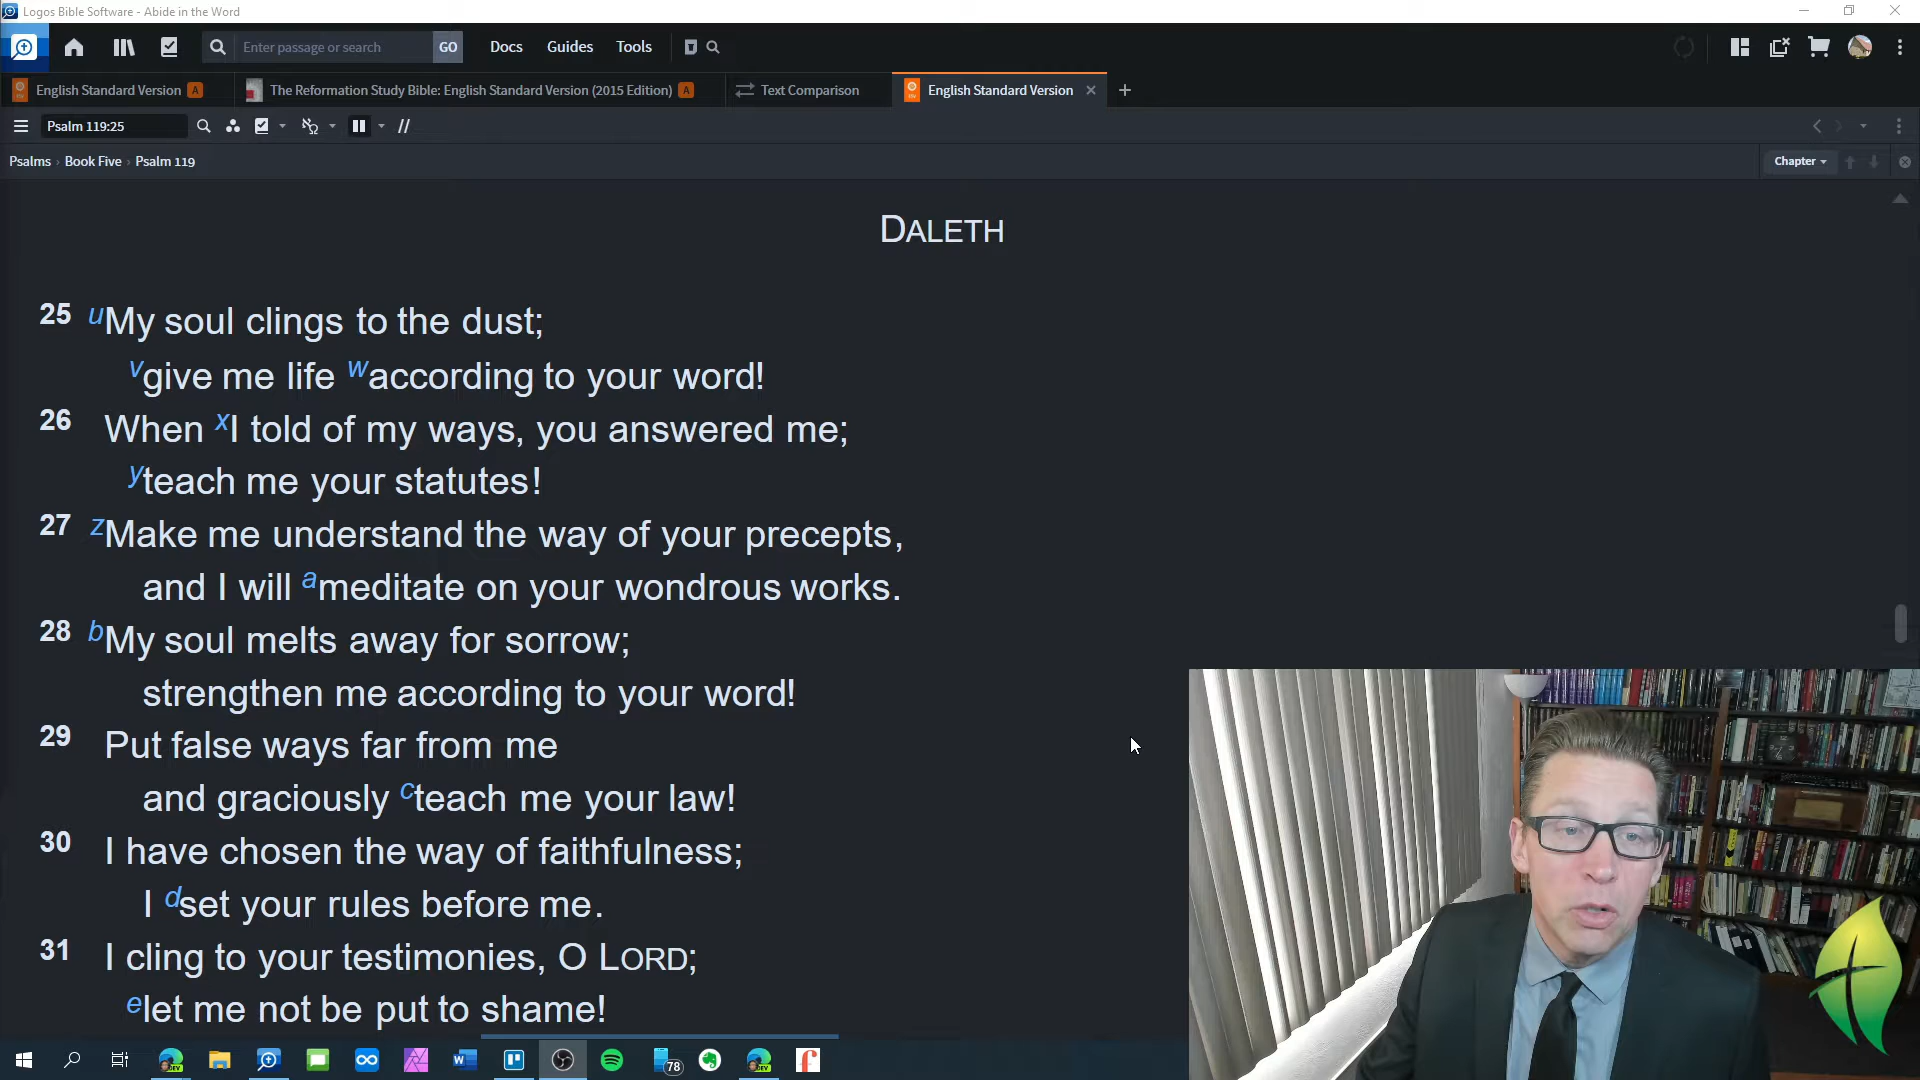 Logos Bible Software - Abide in the Word
Enter passage or search GO Docs Guides Tools
English Standard Version A The Reformation Study Bible: English Standard Version (2015 Edition) A Text Comparison English Standard Version
Psalm 119:25
Psalms › Book Five › Psalm 119 Chapter
DALETH
25 uMy soul clings to the dust;
vgive me life waccording to your word!
26 When xI told of my ways, you answered me;
yteach me your statutes!
27 zMake me understand the way of your precepts,
and I will ameditate on your wondrous works.
28 bMy soul melts away for sorrow;
strengthen me according to your word!
29 Put false ways far from me
and graciously cteach me your law!
30 I have chosen the way of faithfulness;
I dset your rules before me.
31 I cling to your testimonies, O LORD;
elet me not be put to shame!
DEV W 78 DEV f